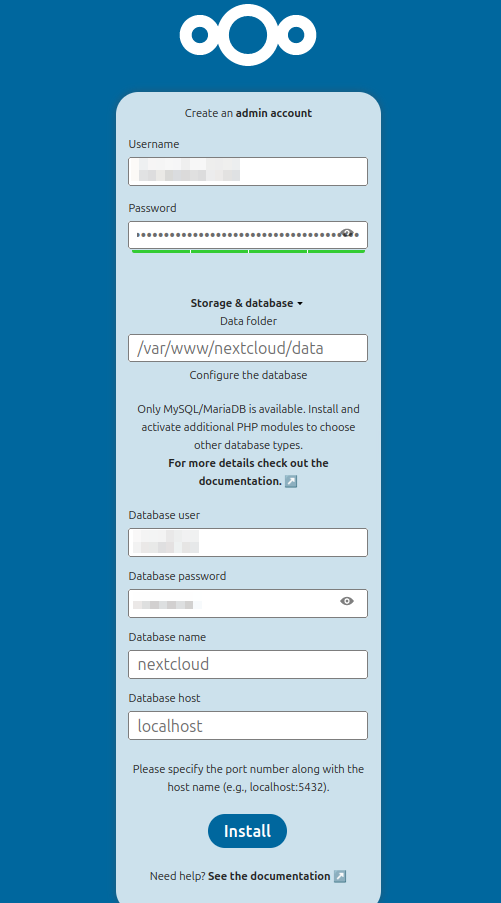 Create an admin account
Username
Password
Storage & database
Data folder
/var/www/nextcloud/data
Configure the database
Only MySQL/MariaDB is available. Install and
activate additional PHP modules to choose
other database types.
For more details check out the
documentation. ↗
Database user
Database password
Database name
nextcloud
Database host
localhost
Please specify the port number along with the
host name (e.g., localhost:5432).
Install
Need help? See the documentation ↗